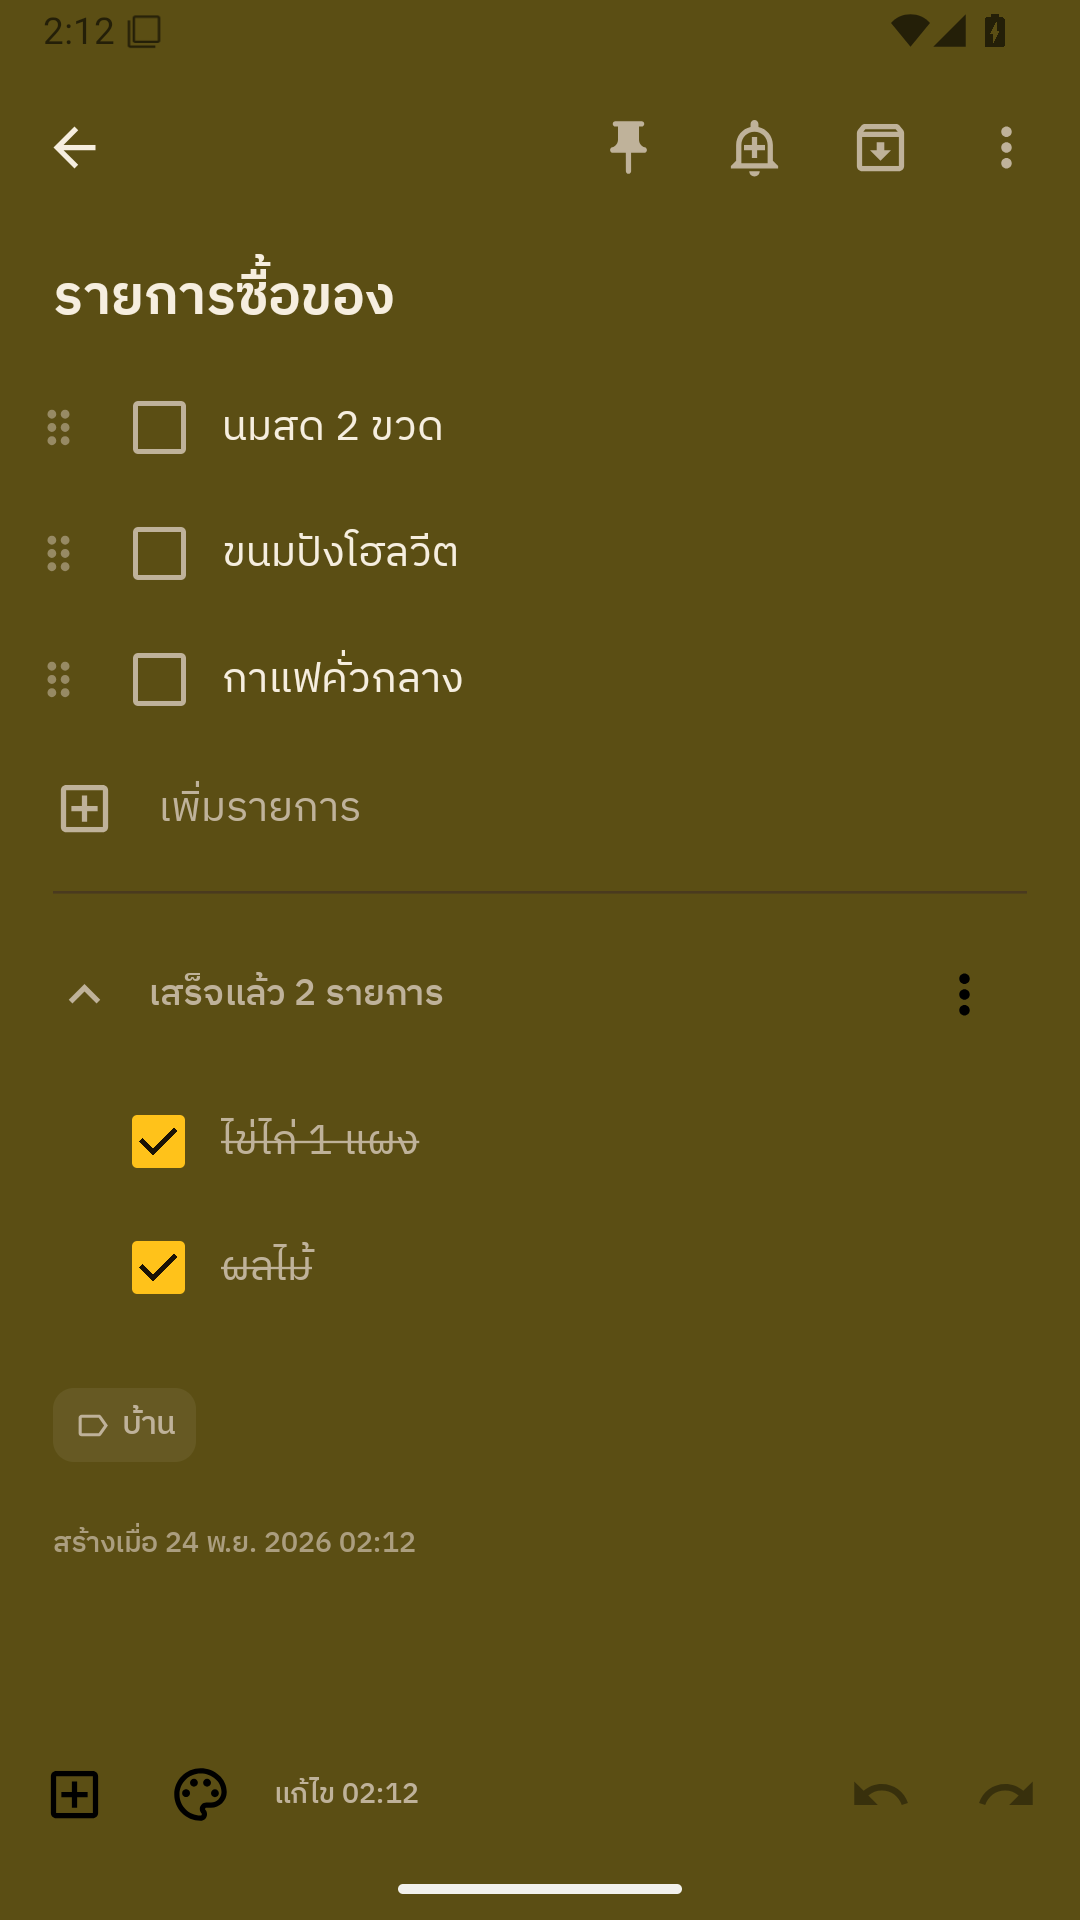 2:12
รายการซื้อของ
นมสด 2 ขวด
ขนมปังโฮลวีต
กาแฟคั่วกลาง
เพิ่มรายการ
เสร็จแล้ว 2 รายการ
ไข่ไก่ 1 แผง
ผลไม้
บ้าน
สร้างเมื่อ 24 พ.ย. 2026 02:12
แก้ไข 02:12